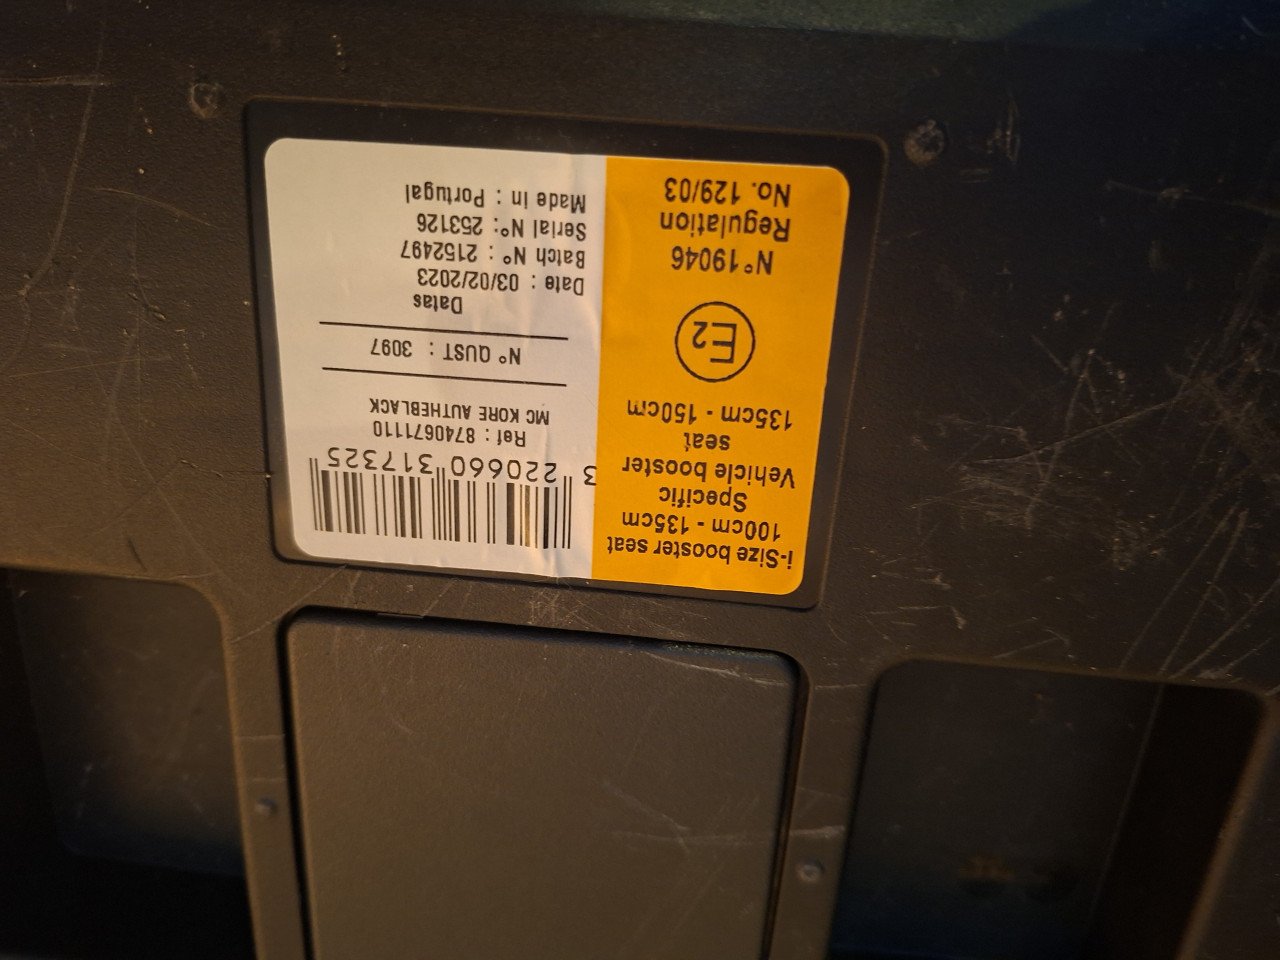 i-Size booster seat
100cm - 135cm
Specific
Vehicle booster
seat
135cm - 150cm
E2
N°19046
Regulation
No. 129/03
3 220660 317325
Ref : 8740671110
MC KORE AUTHEBLACK
N° QUST : 3097
Datas
Date : 03/02/2023
Batch N° : 2152497
Serial N°: 253126
Made in : Portugal